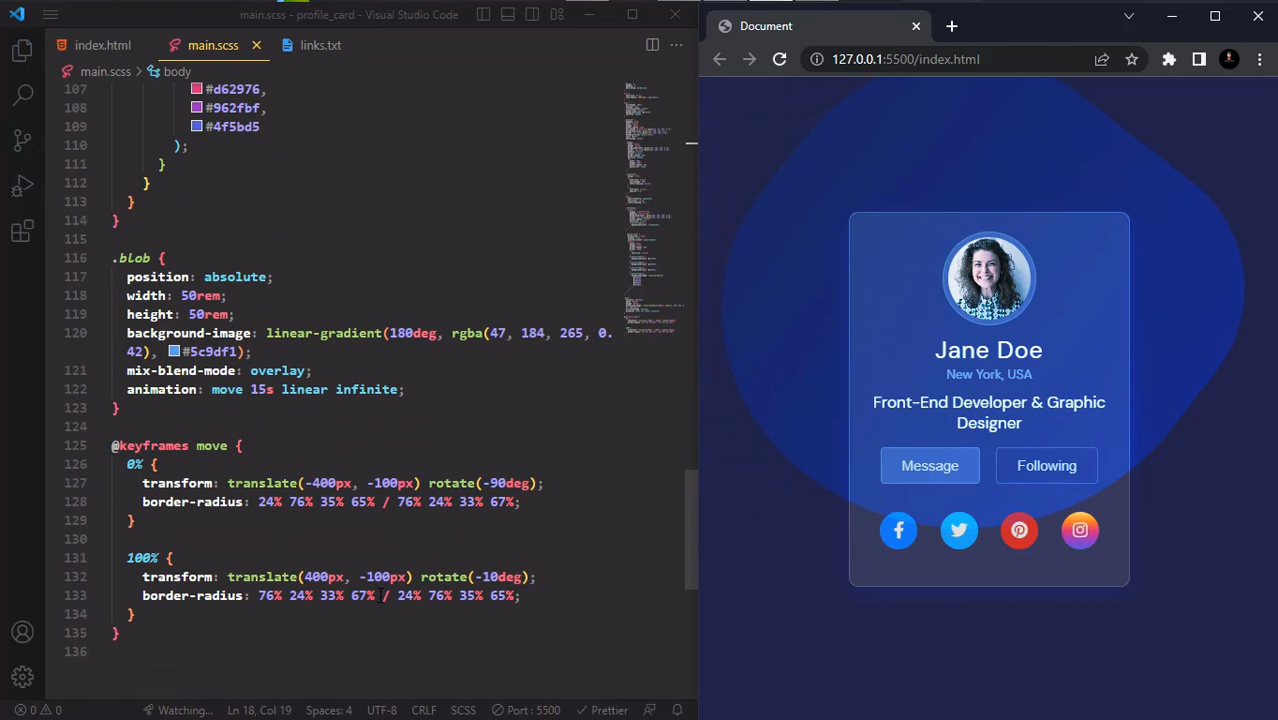 main.scss - profile_card - Visual Studio Code
index.html
main.scss
links.txt
main.scss > body
107 #d62976,
108 #962fbf,
109 #4f5bd5
110 );
111 }
112 }
113 }
114 }
115
116 .blob {
117 position: absolute;
118 width: 50rem;
119 height: 50rem;
120 background-image: linear-gradient(180deg, rgba(47, 184, 265, 0.
42), #5c9df1);
121 mix-blend-mode: overlay;
122 animation: move 15s linear infinite;
123 }
124
125 @keyframes move {
126 0% {
127 transform: translate(-400px, -100px) rotate(-90deg);
128 border-radius: 24% 76% 35% 65% / 76% 24% 33% 67%;
129 }
130
131 100% {
132 transform: translate(400px, -100px) rotate(-10deg);
133 border-radius: 76% 24% 33% 67% / 24% 76% 35% 65%;
134 }
135 }
136
0 0 Watching... Ln 18, Col 19 Spaces: 4 UTF-8 CRLF SCSS Port : 5500 Prettier
Document
127.0.0.1:5500/index.html
Jane Doe
New York, USA
Front-End Developer & Graphic
Designer
Message
Following